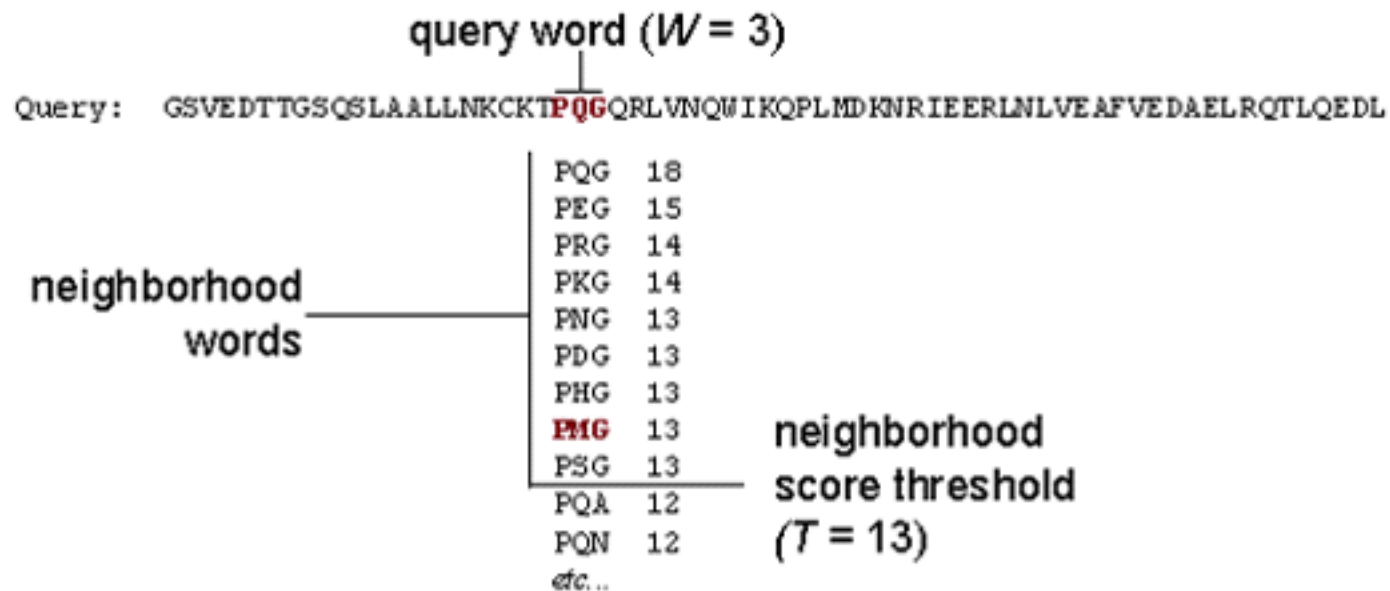 query word (W = 3)
Query: GSVEDTTGSQSLAALLNKCKTPQGQRLVNQWIKQPLMDKNRIEERLNLVEAFVEDAELRQTLQEDL
PQG 18
PEG 15
PRG 14
PKG 14
neighborhood
words
PNG 13
PDG 13
PHG 13
PMG 13
PSG 13
neighborhood
score threshold
(T = 13)
PQA 12
PQN 12
etc...